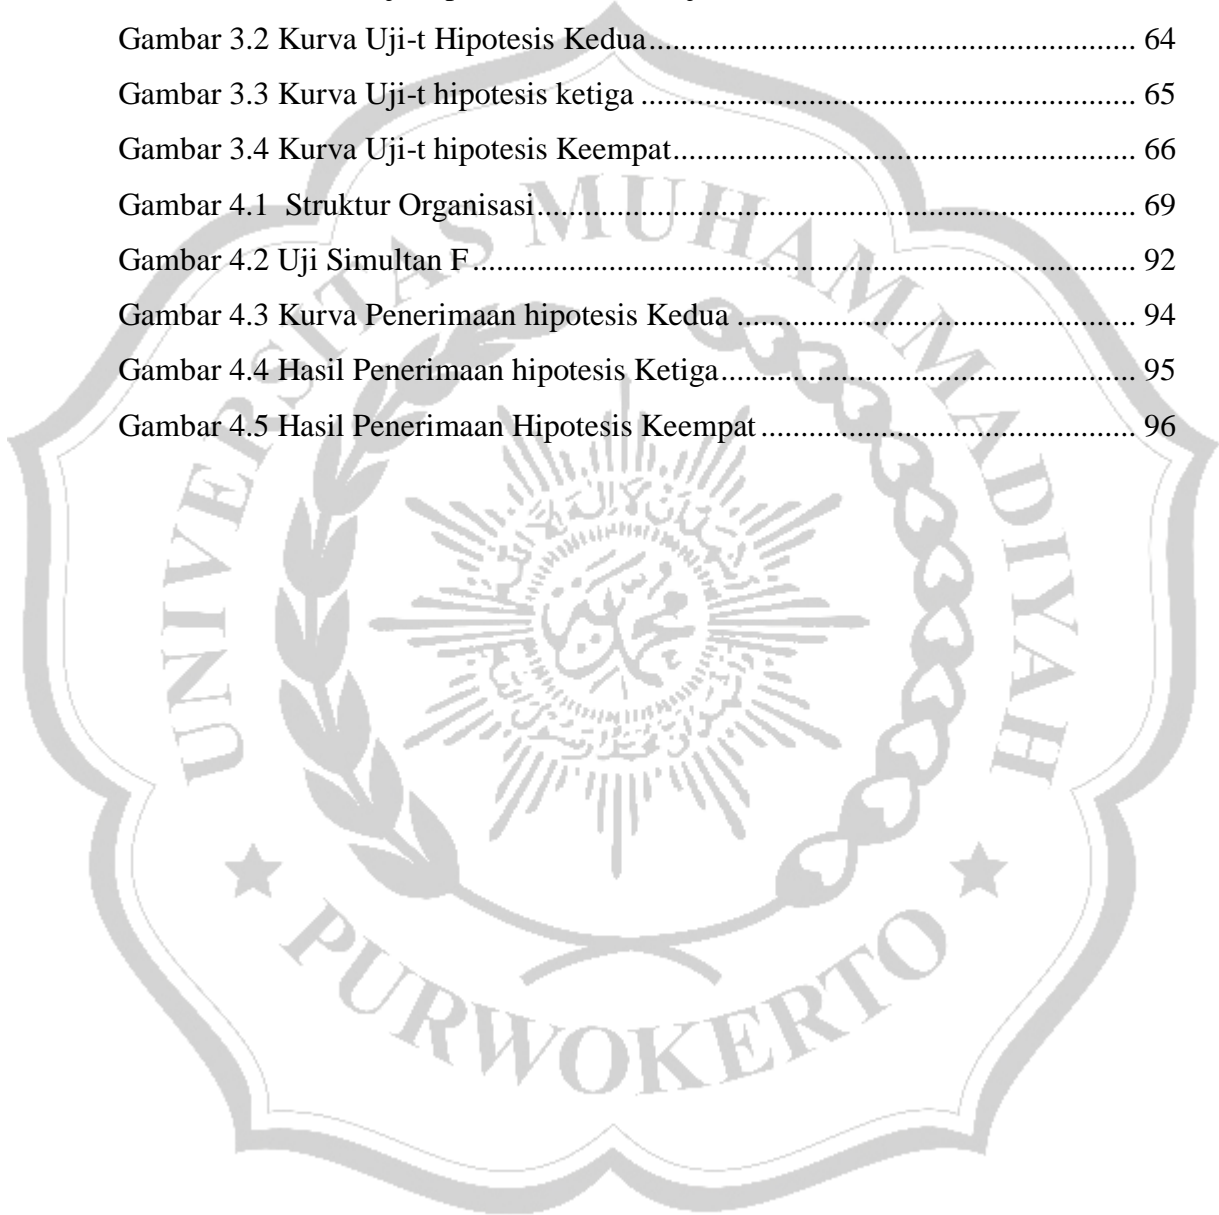 Gambar 3.2 Kurva Uji-t Hipotesis Kedua........................................................... 64
Gambar 3.3 Kurva Uji-t hipotesis ketiga ............................................................ 65
Gambar 3.4 Kurva Uji-t hipotesis Keempat........................................................ 66
Gambar 4.1  Struktur Organisasi......................................................................... 69
Gambar 4.2 Uji Simultan F................................................................................. 92
Gambar 4.3 Kurva Penerimaan hipotesis Kedua ................................................ 94
Gambar 4.4 Hasil Penerimaan hipotesis Ketiga.................................................. 95
Gambar 4.5 Hasil Penerimaan Hipotesis Keempat ............................................. 96
UNIVERSITAS MUHAMMADIYAH
PURWOKERTO